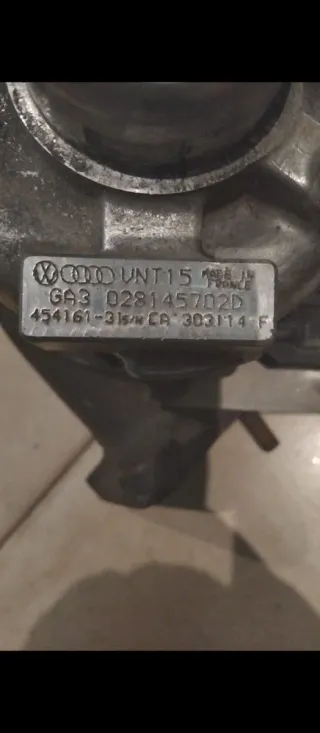 VNT15 MADE IN FRANCE
GA3 028145702D
454161-3 S/N CA 303114 F